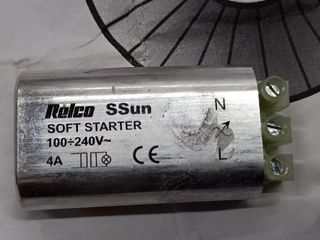 Relco SSun N
SOFT STARTER
100÷240V~
4A CE L